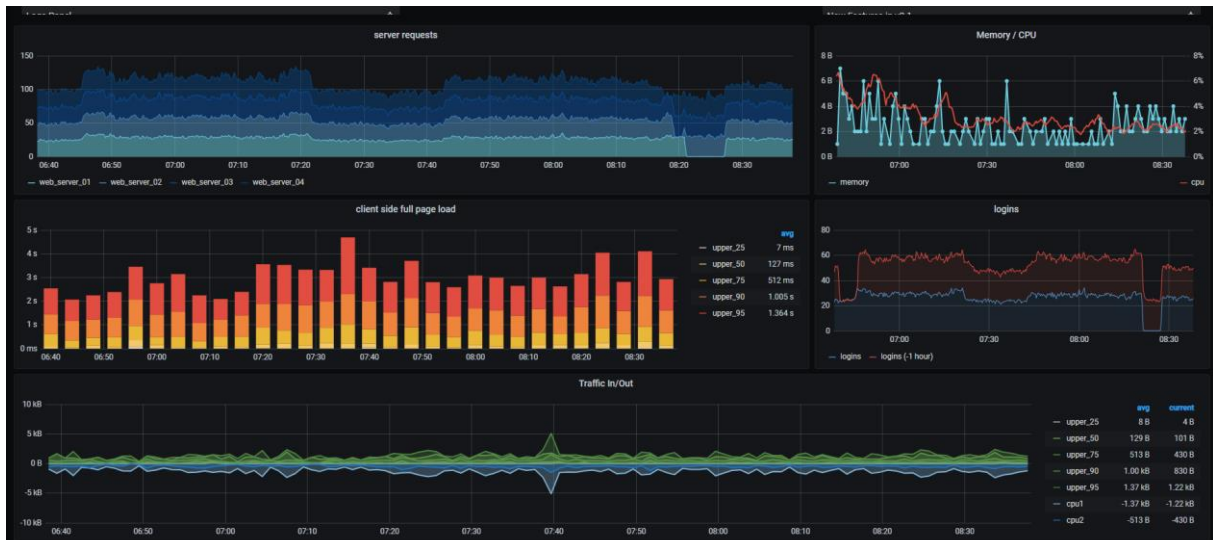 Logs Panel
New Features in v8.1
server requests
150
100
50
0
06:40 06:50 07:00 07:10 07:20 07:30 07:40 07:50 08:00 08:10 08:20 08:30
web_server_01 web_server_02 web_server_03 web_server_04
Memory / CPU
8 B 8%
6 B 6%
4 B 4%
2 B 2%
0 B 0%
07:00 07:30 08:00 08:30
memory cpu
client side full page load
5 s
4 s
3 s
2 s
1 s
0 ms
06:40 06:50 07:00 07:10 07:20 07:30 07:40 07:50 08:00 08:10 08:20 08:30
avg
upper_25 7 ms
upper_50 127 ms
upper_75 512 ms
upper_90 1.005 s
upper_95 1.364 s
logins
80
60
40
20
0
07:00 07:30 08:00 08:30
logins logins (-1 hour)
Traffic In/Out
10 kB
5 kB
0 B
-5 kB
-10 kB
06:40 06:50 07:00 07:10 07:20 07:30 07:40 07:50 08:00 08:10 08:20 08:30
avg current
upper_25 8 B 4 B
upper_50 129 B 101 B
upper_75 513 B 430 B
upper_90 1.00 kB 830 B
upper_95 1.37 kB 1.22 kB
cpu1 -1.37 kB -1.22 kB
cpu2 -513 B -430 B